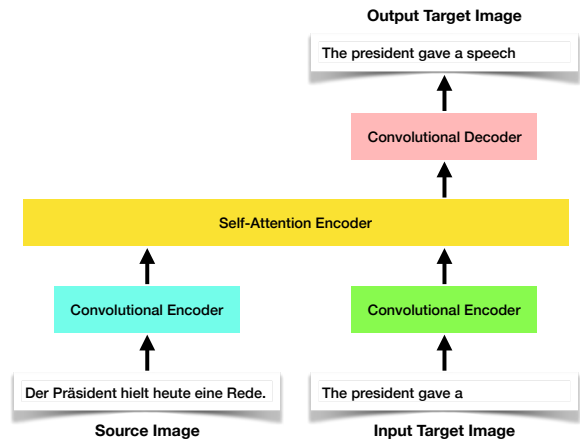 Output Target Image
The president gave a speech
Convolutional Decoder
Self-Attention Encoder
Convolutional Encoder
Convolutional Encoder
Der Präsident hielt heute eine Rede.
The president gave a
Source Image
Input Target Image